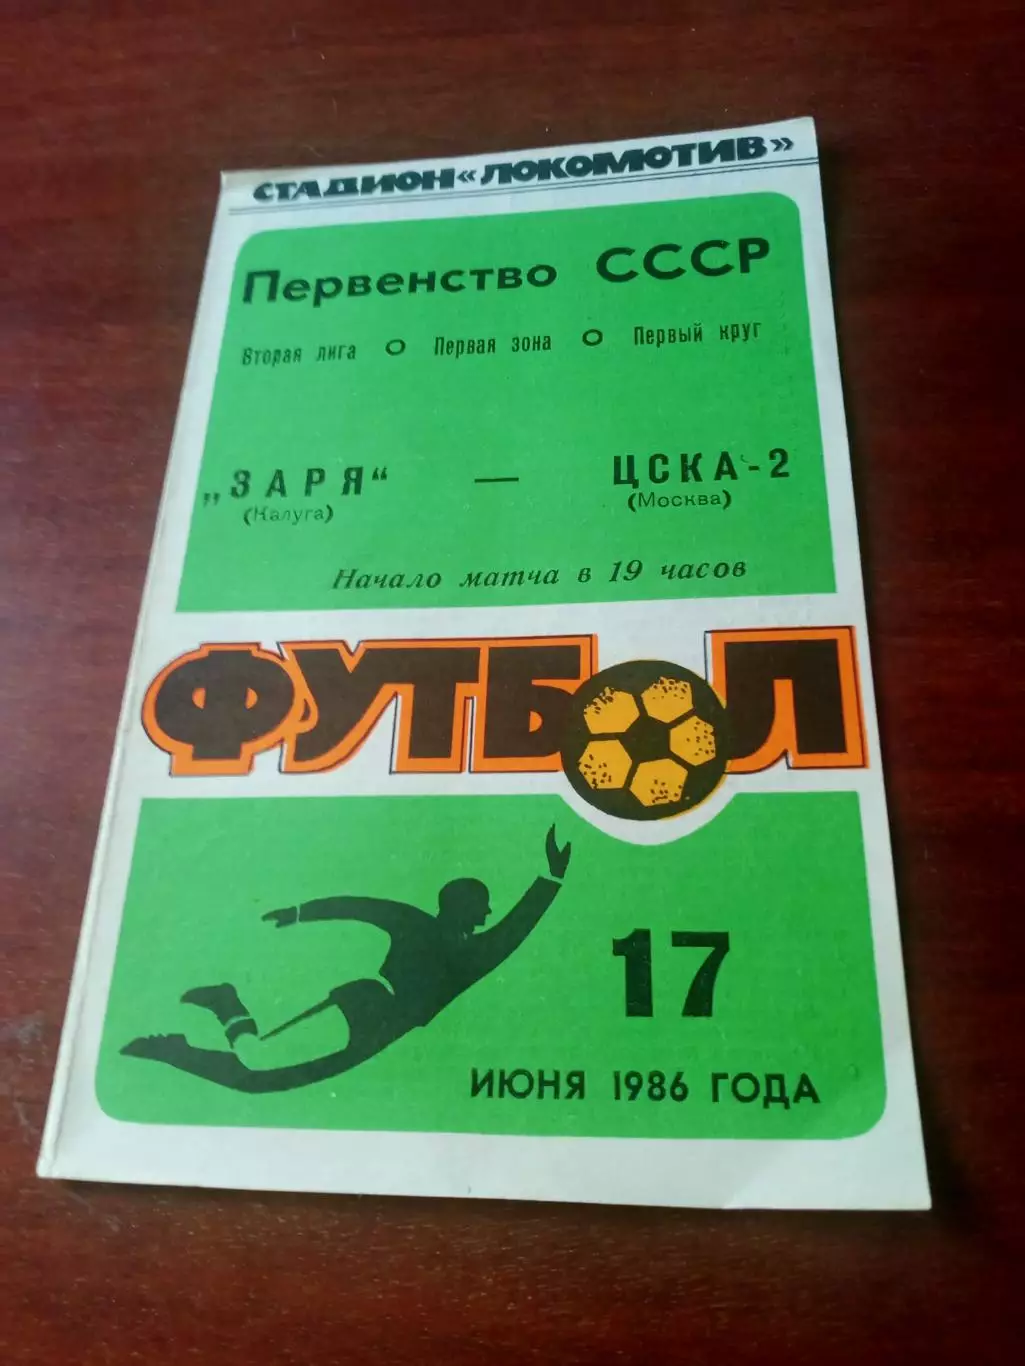 СТАДИОН «ЛОКОМОТИВ»
Первенство СССР
Вторая лига О Первая зона О Первый круг
„ЗАРЯ“ — ЦСКА-2
(Калуга) (Москва)
Начало матча в 19 часов
ФУТБОЛ
17
ИЮНЯ 1986 ГОДА